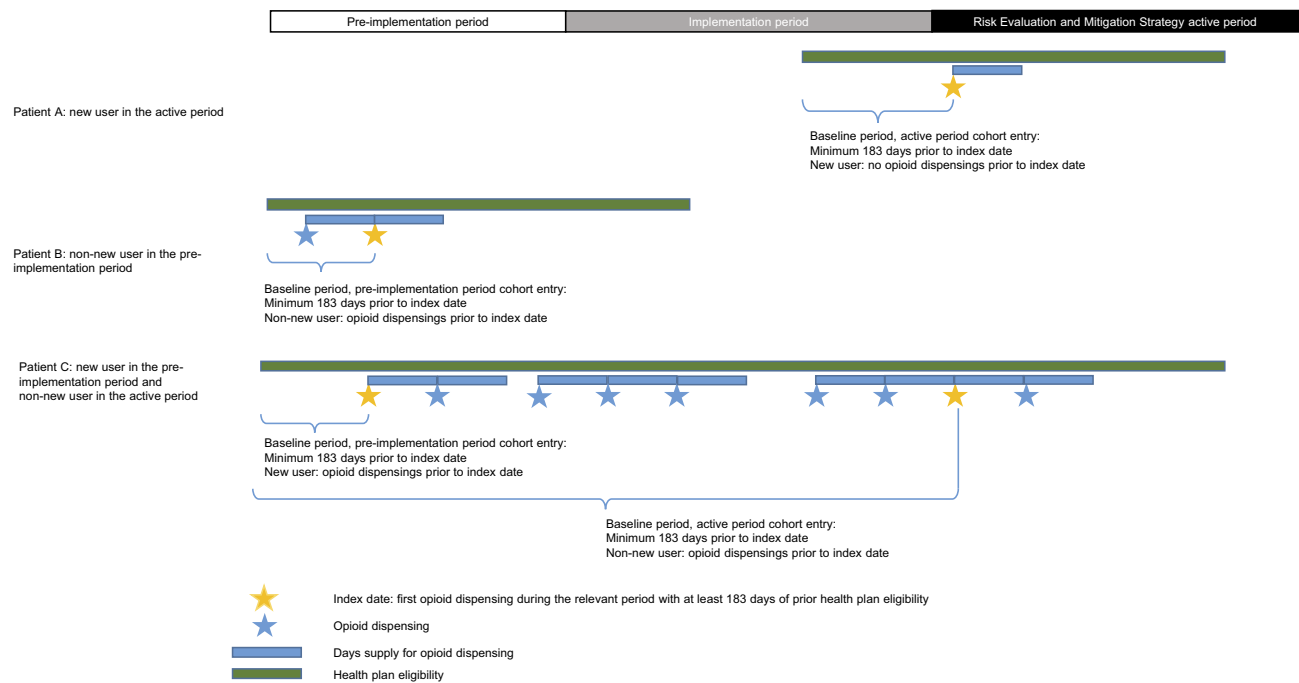 Pre-implementation period
Implementation period
Risk Evaluation and Mitigation Strategy active period
Patient A: new user in the active period
Baseline period, active period cohort entry:
Minimum 183 days prior to index date
New user: no opioid dispensings prior to index date
Patient B: non-new user in the pre-
implementation period
Baseline period, pre-implementation period cohort entry:
Minimum 183 days prior to index date
Non-new user: opioid dispensings prior to index date
Patient C: new user in the pre-
implementation period and
non-new user in the active period
Baseline period, pre-implementation period cohort entry:
Minimum 183 days prior to index date
New user: opioid dispensings prior to index date
Baseline period, active period cohort entry:
Minimum 183 days prior to index date
Non-new user: opioid dispensings prior to index date
Index date: first opioid dispensing during the relevant period with at least 183 days of prior health plan eligibility
Opioid dispensing
Days supply for opioid dispensing
Health plan eligibility